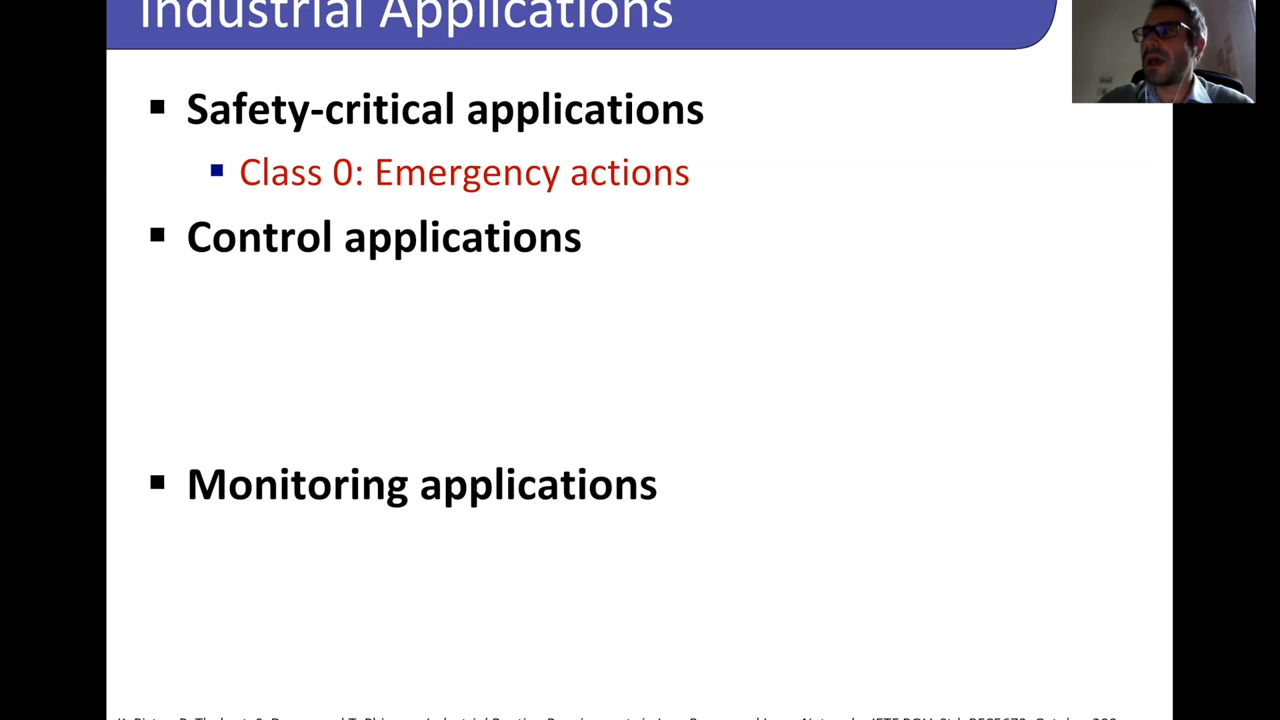 Industrial Applications
▪ Safety-critical applications
▪ Class 0: Emergency actions
▪ Control applications
▪ Monitoring applications